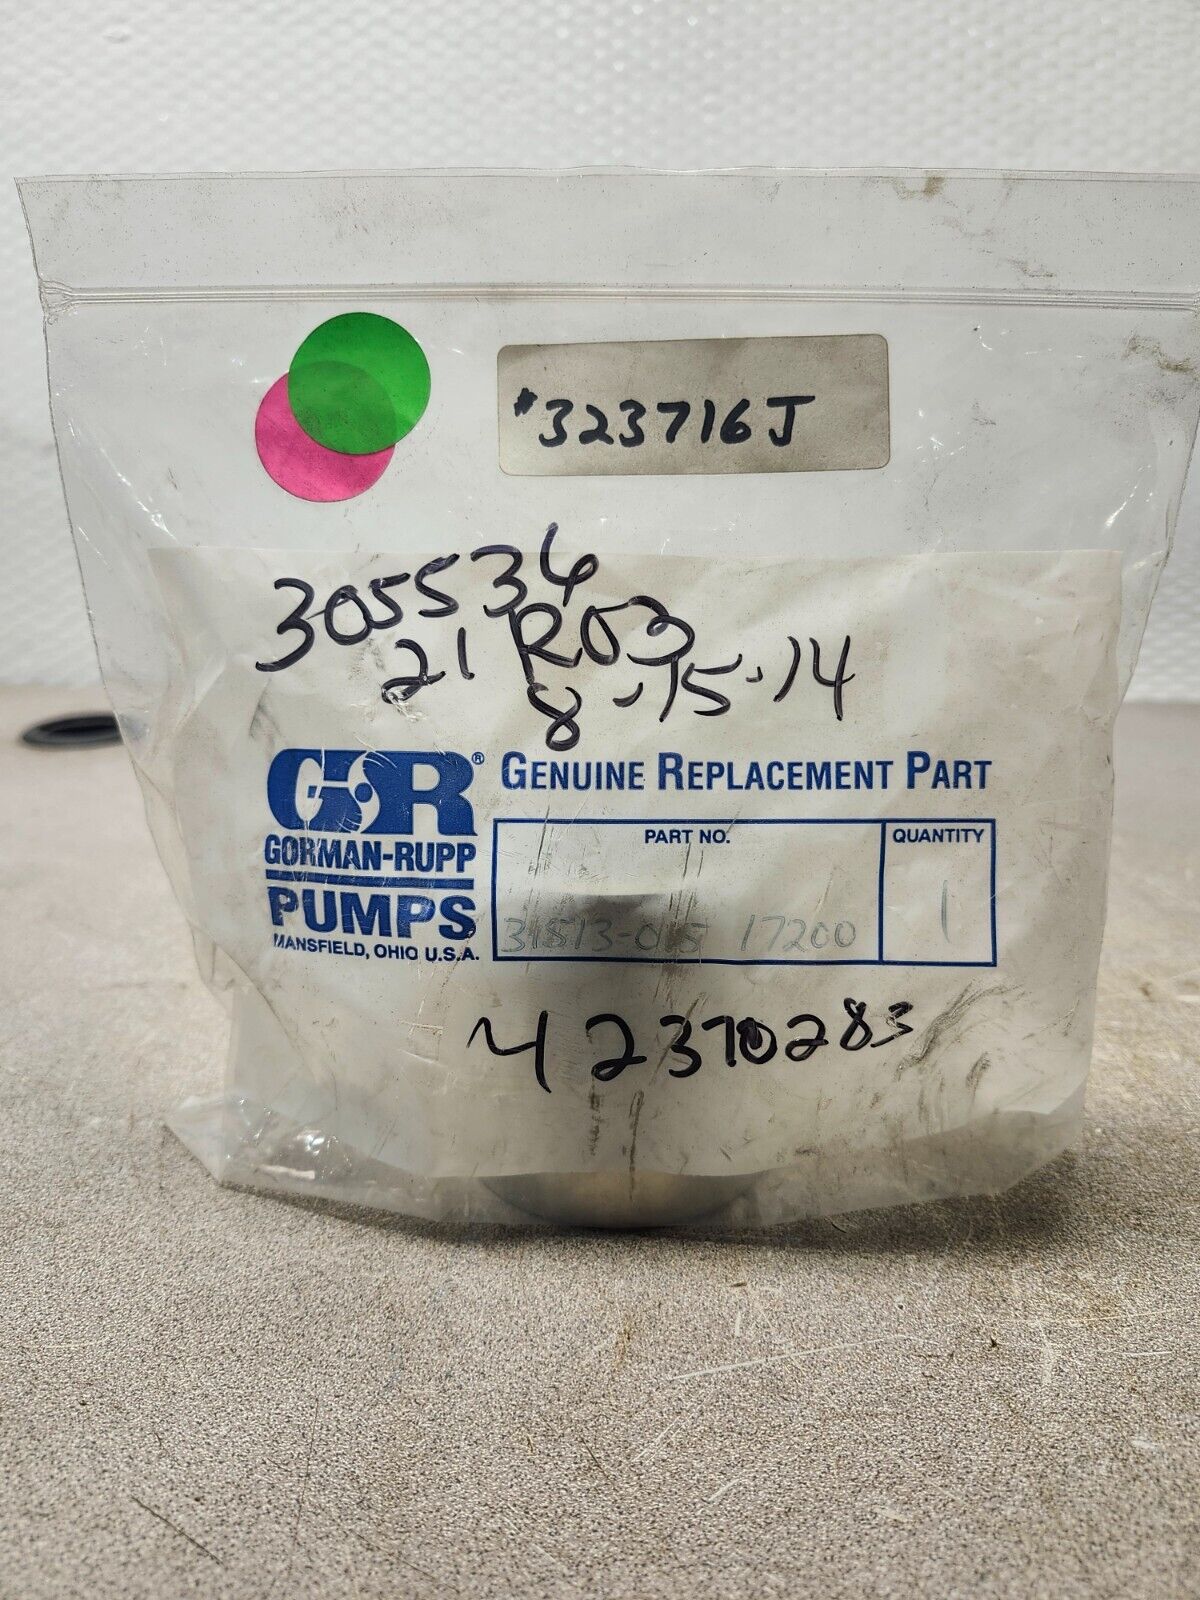 #323716J
305536
21 R03
8-15-14
GR®
GORMAN-RUPP
PUMPS
MANSFIELD, OHIO U.S.A.
GENUINE REPLACEMENT PART
PART NO.
QUANTITY
31513-015 17200
1
~42370283